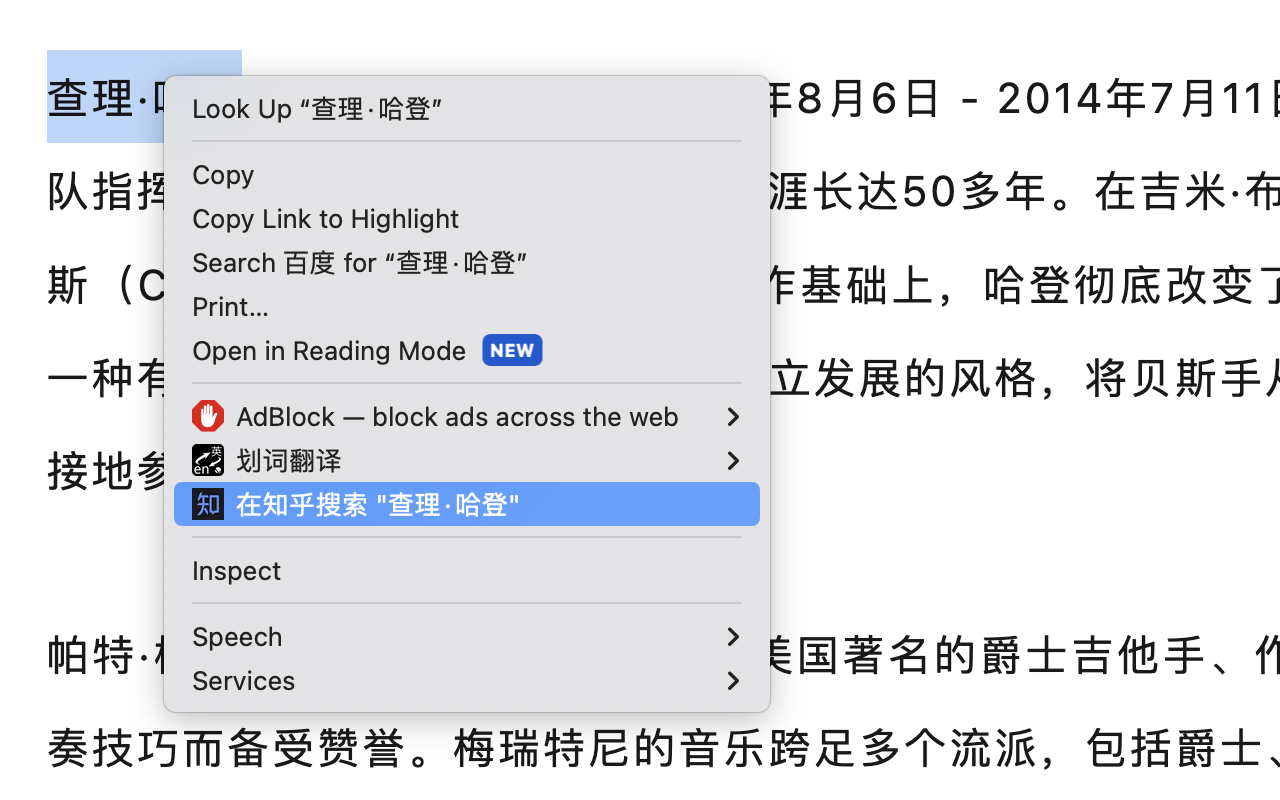 查理·
年8月6日 - 2014年7月11日
Look Up “查理·哈登”
Copy
队指挥
涯长达50多年。在吉米·布
Copy Link to Highlight
Search 百度 for “查理·哈登”
斯（C
作基础上，哈登彻底改变了
Print...
Open in Reading Mode NEW
一种有
立发展的风格，将贝斯手从
AdBlock — block ads across the web
英
en
划词翻译
接地参
知 在知乎搜索 "查理·哈登"
Inspect
Speech
帕特·
美国著名的爵士吉他手、作
Services
奏技巧而备受赞誉。梅瑞特尼的音乐跨足多个流派，包括爵士、